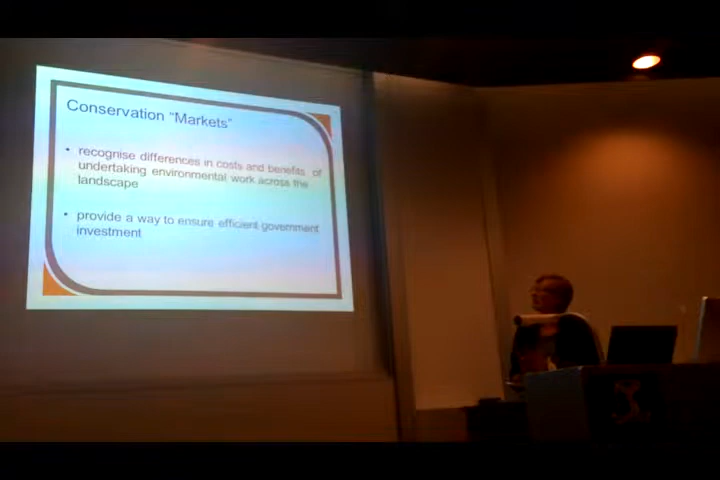 Conservation "Markets"
• recognise differences in costs and benefits of
undertaking environmental work across the
landscape
• provide a way to ensure efficient government
investment